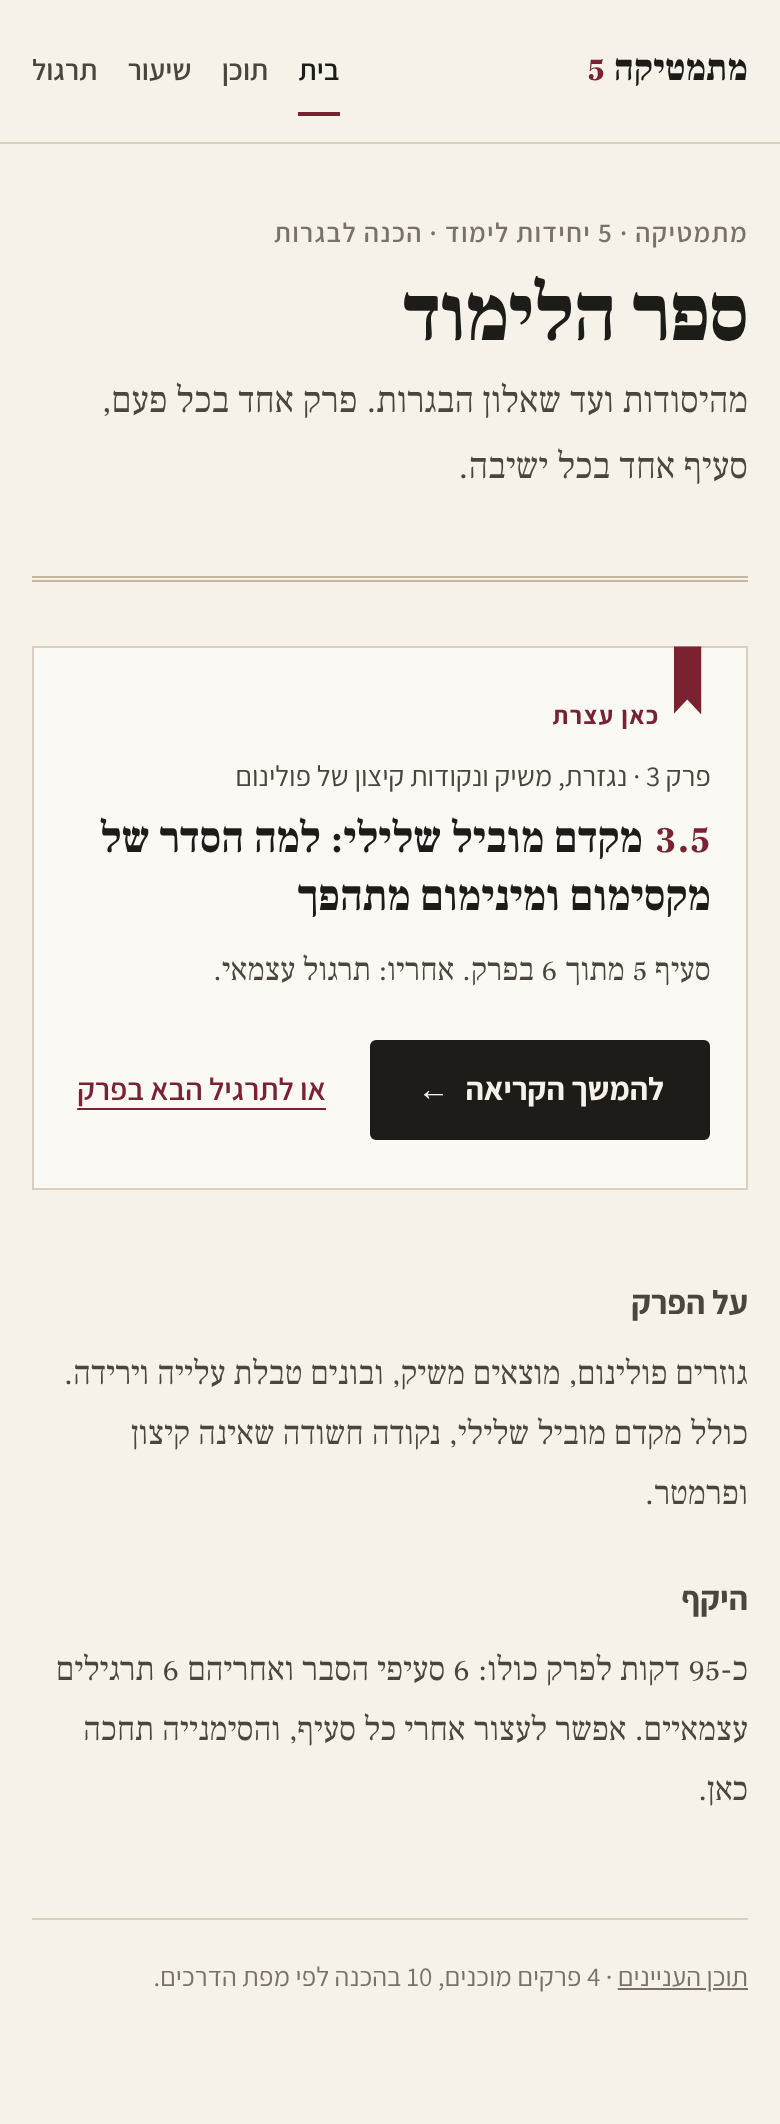 מתמטיקה 5
בית תוכן שיעור תרגול
מתמטיקה · 5 יחידות לימוד · הכנה לבגרות
ספר הלימוד
מהיסודות ועד שאלון הבגרות. פרק אחד בכל פעם,
סעיף אחד בכל ישיבה.
כאן עצרת
פרק 3 · נגזרת, משיק ונקודות קיצון של פולינום
3.5 מקדם מוביל שלילי: למה הסדר של
מקסימום ומינימום מתהפך
סעיף 5 מתוך 6 בפרק. אחריו: תרגול עצמאי.
להמשך הקריאה ←
או לתרגיל הבא בפרק
על הפרק
גוזרים פולינום, מוצאים משיק, ובונים טבלת עלייה וירידה.
כולל מקדם מוביל שלילי, נקודה חשודה שאינה קיצון
ופרמטר.
היקף
כ-95 דקות לפרק כולו: 6 סעיפי הסבר ואחריהם 6 תרגילים
עצמאיים. אפשר לעצור אחרי כל סעיף, והסימנייה תחכה
כאן.
תוכן העניינים · 4 פרקים מוכנים, 10 בהכנה לפי מפת הדרכים.